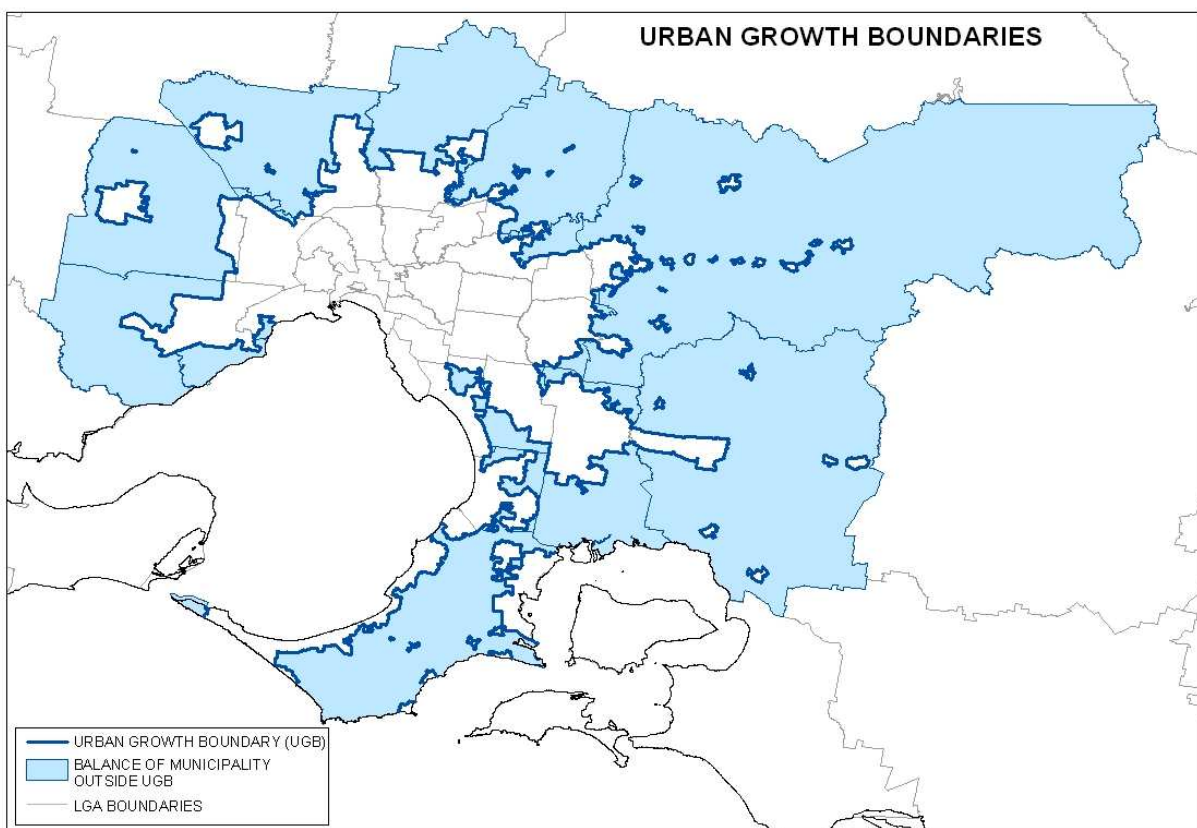 URBAN GROWTH BOUNDARIES
URBAN GROWTH BOUNDARY (UGB)
BALANCE OF MUNICIPALITY
OUTSIDE UGB
LGA BOUNDARIES